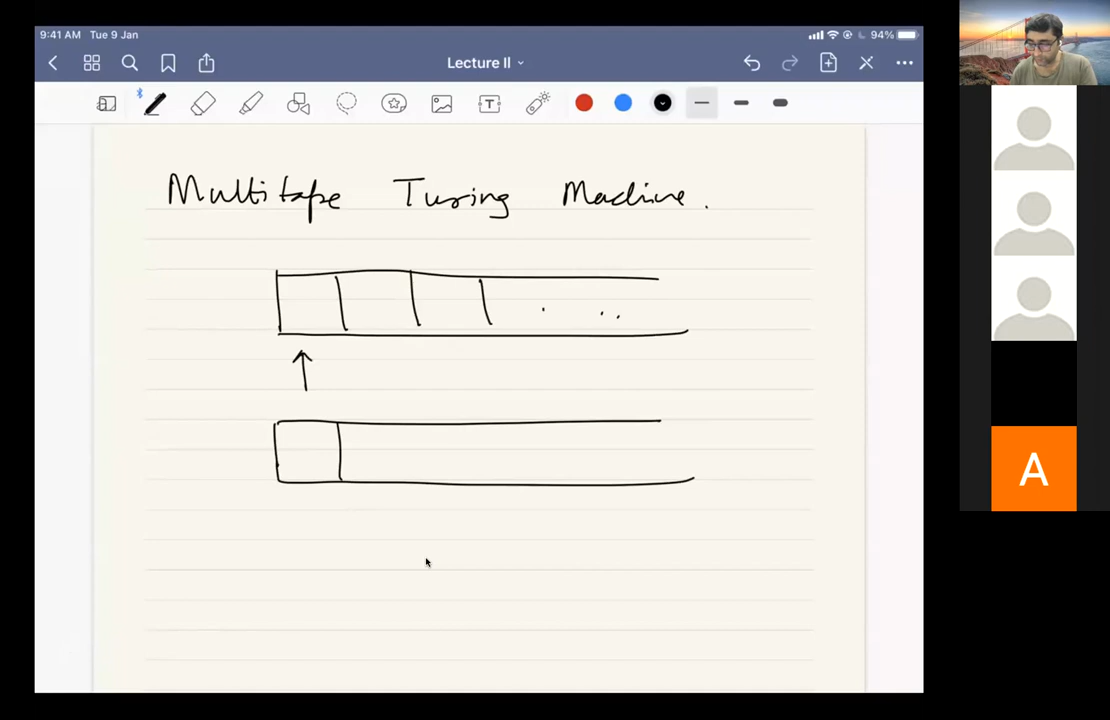 9:41 AM Tue 9 Jan
94%
Lecture II
T
Multitape Turing Machine.
A